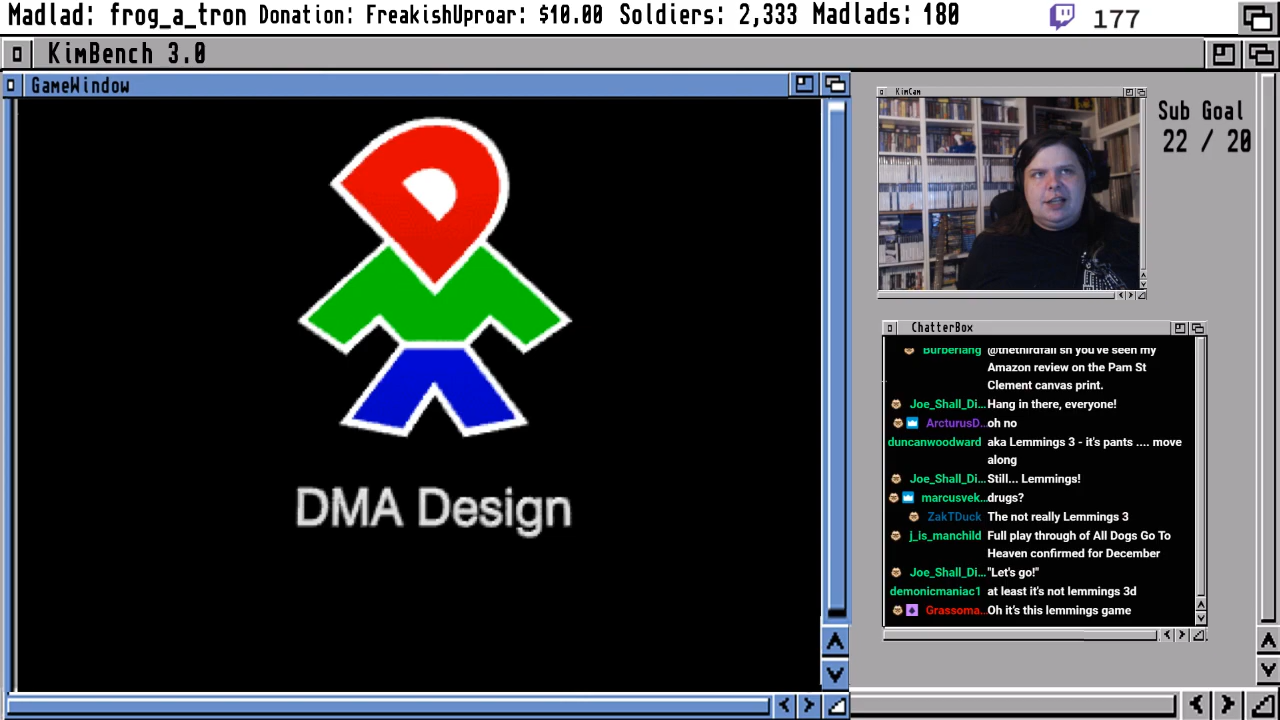 Madlad: frog_a_tron Donation: FreakishUproar: $10.00 Soldiers: 2,333 Madlads: 180
177
KimBench 3.0
GameWindow
DMA Design
KimCam
Sub Goal
22 / 20
ChatterBox
Burberlang @thethirdfall sh you've seen my
Amazon review on the Pam St
Clement canvas print.
Joe_Shall_Di... Hang in there, everyone!
ArcturusD... oh no
duncanwoodward aka Lemmings 3 - it's pants .... move
along
Joe_Shall_Di... Still... Lemmings!
marcusvek... drugs?
ZakTDuck The not really Lemmings 3
j_is_manchild Full play through of All Dogs Go To
Heaven confirmed for December
Joe_Shall_Di... "Let's go!"
demonicmaniac1 at least it's not lemmings 3d
Grassoma... Oh it's this lemmings game